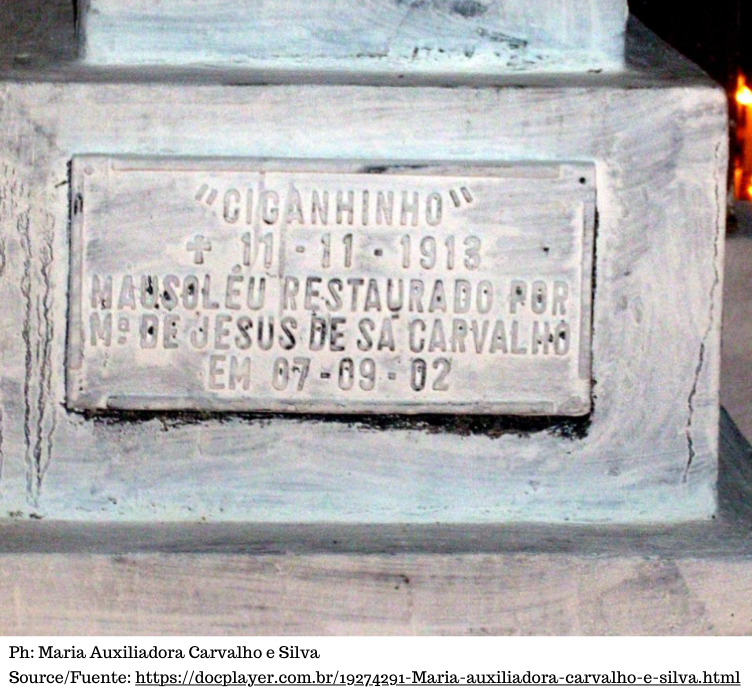 "CIGANHINHO"
+ 11 - 11 - 1913
MAUSOLÉU RESTAURADO POR
Mª DE JESUS DE SÁ CARVALHO
EM 07-09-02
Ph: Maria Auxiliadora Carvalho e Silva
Source/Fuente: https://docplayer.com.br/19274291-Maria-auxiliadora-carvalho-e-silva.html